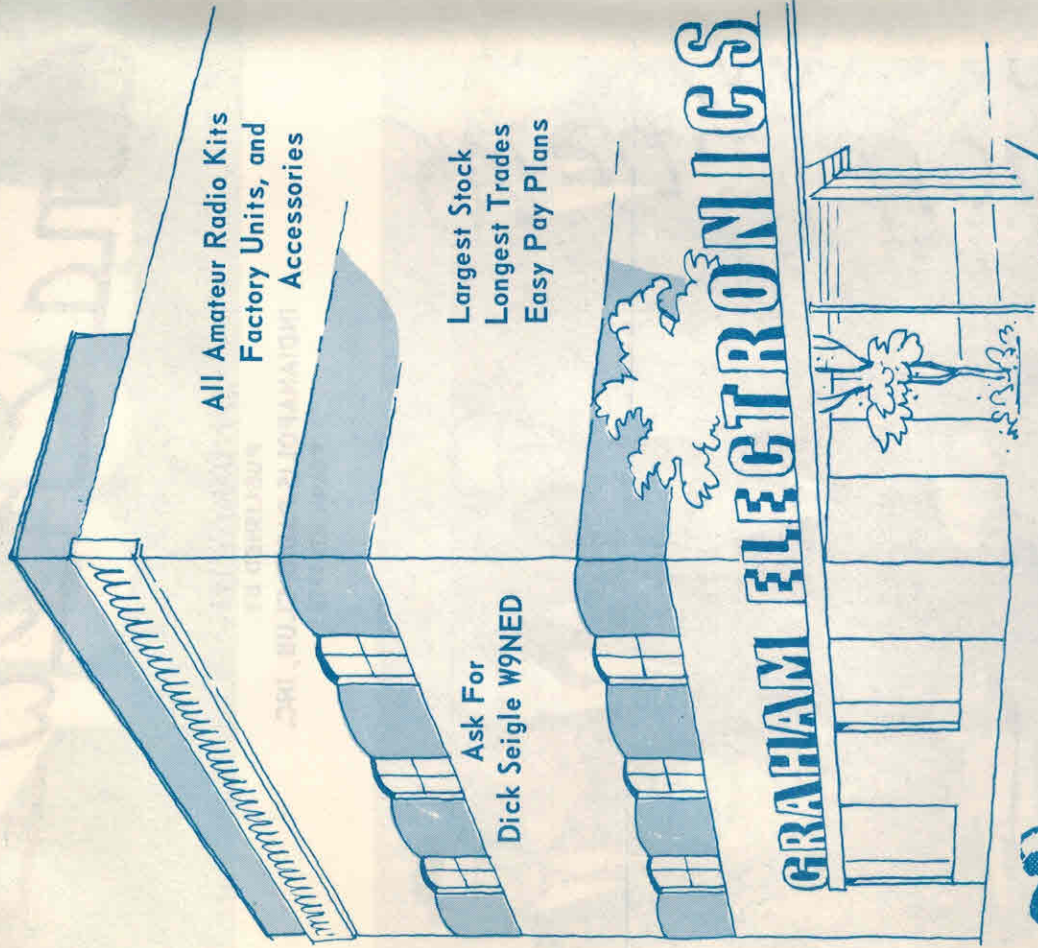 All Amateur Radio Kits
Factory Units, and
Accessories
Largest Stock
Longest Trades
Easy Pay Plans
Ask For
Dick Seigle W9NED
GRAHAM ELECTRONICS